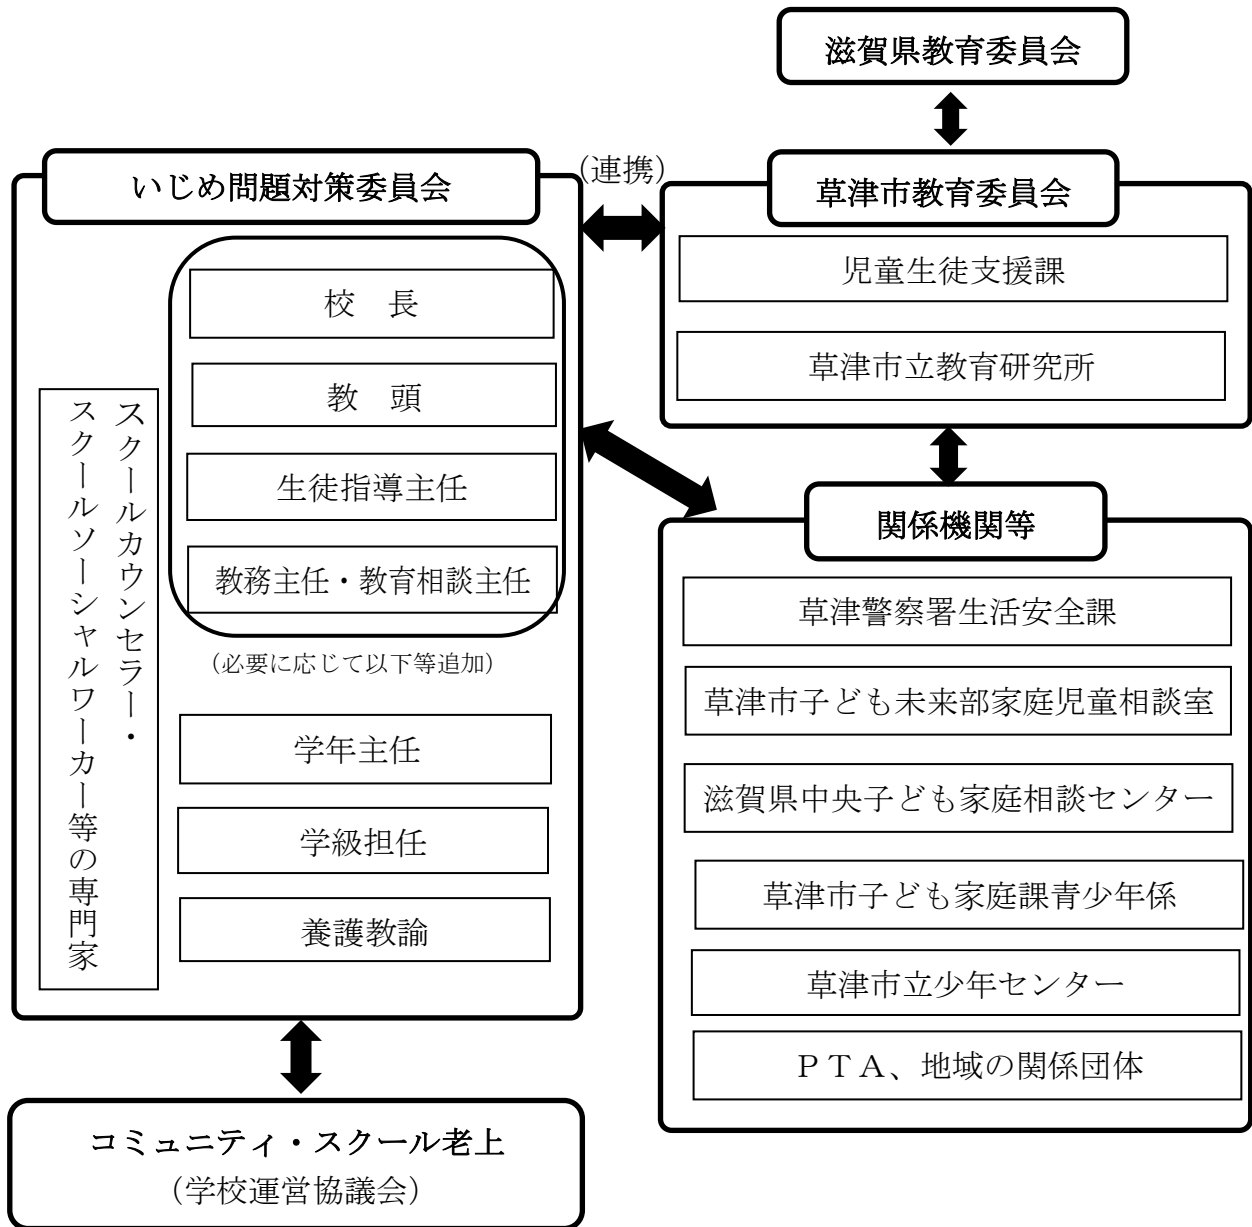 滋賀県教育委員会
いじめ問題対策委員会
(連携)
草津市教育委員会
児童生徒支援課
草津市立教育研究所
校　長
教　頭
生徒指導主任
教務主任・教育相談主任
(必要に応じて以下等追加)
学年主任
学級担任
養護教諭
スクールカウンセラー・
スクールソーシャルワーカー等の専門家
関係機関等
草津警察署生活安全課
草津市子ども未来部家庭児童相談室
滋賀県中央子ども家庭相談センター
草津市子ども家庭課青少年係
草津市立少年センター
ＰＴＡ、地域の関係団体
コミュニティ・スクール老上
（学校運営協議会）